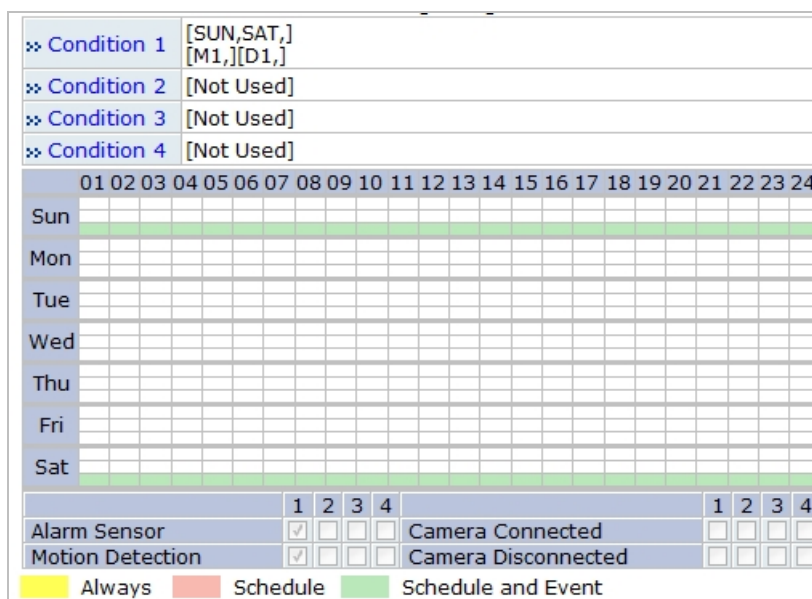 » Condition 1 [SUN,SAT,]
[M1,][D1,]
» Condition 2 [Not Used]
» Condition 3 [Not Used]
» Condition 4 [Not Used]
01 02 03 04 05 06 07 08 09 10 11 12 13 14 15 16 17 18 19 20 21 22 23 24
Sun
Mon
Tue
Wed
Thu
Fri
Sat
1 2 3 4 1 2 3 4
Alarm Sensor Camera Connected
Motion Detection Camera Disconnected
Always Schedule Schedule and Event